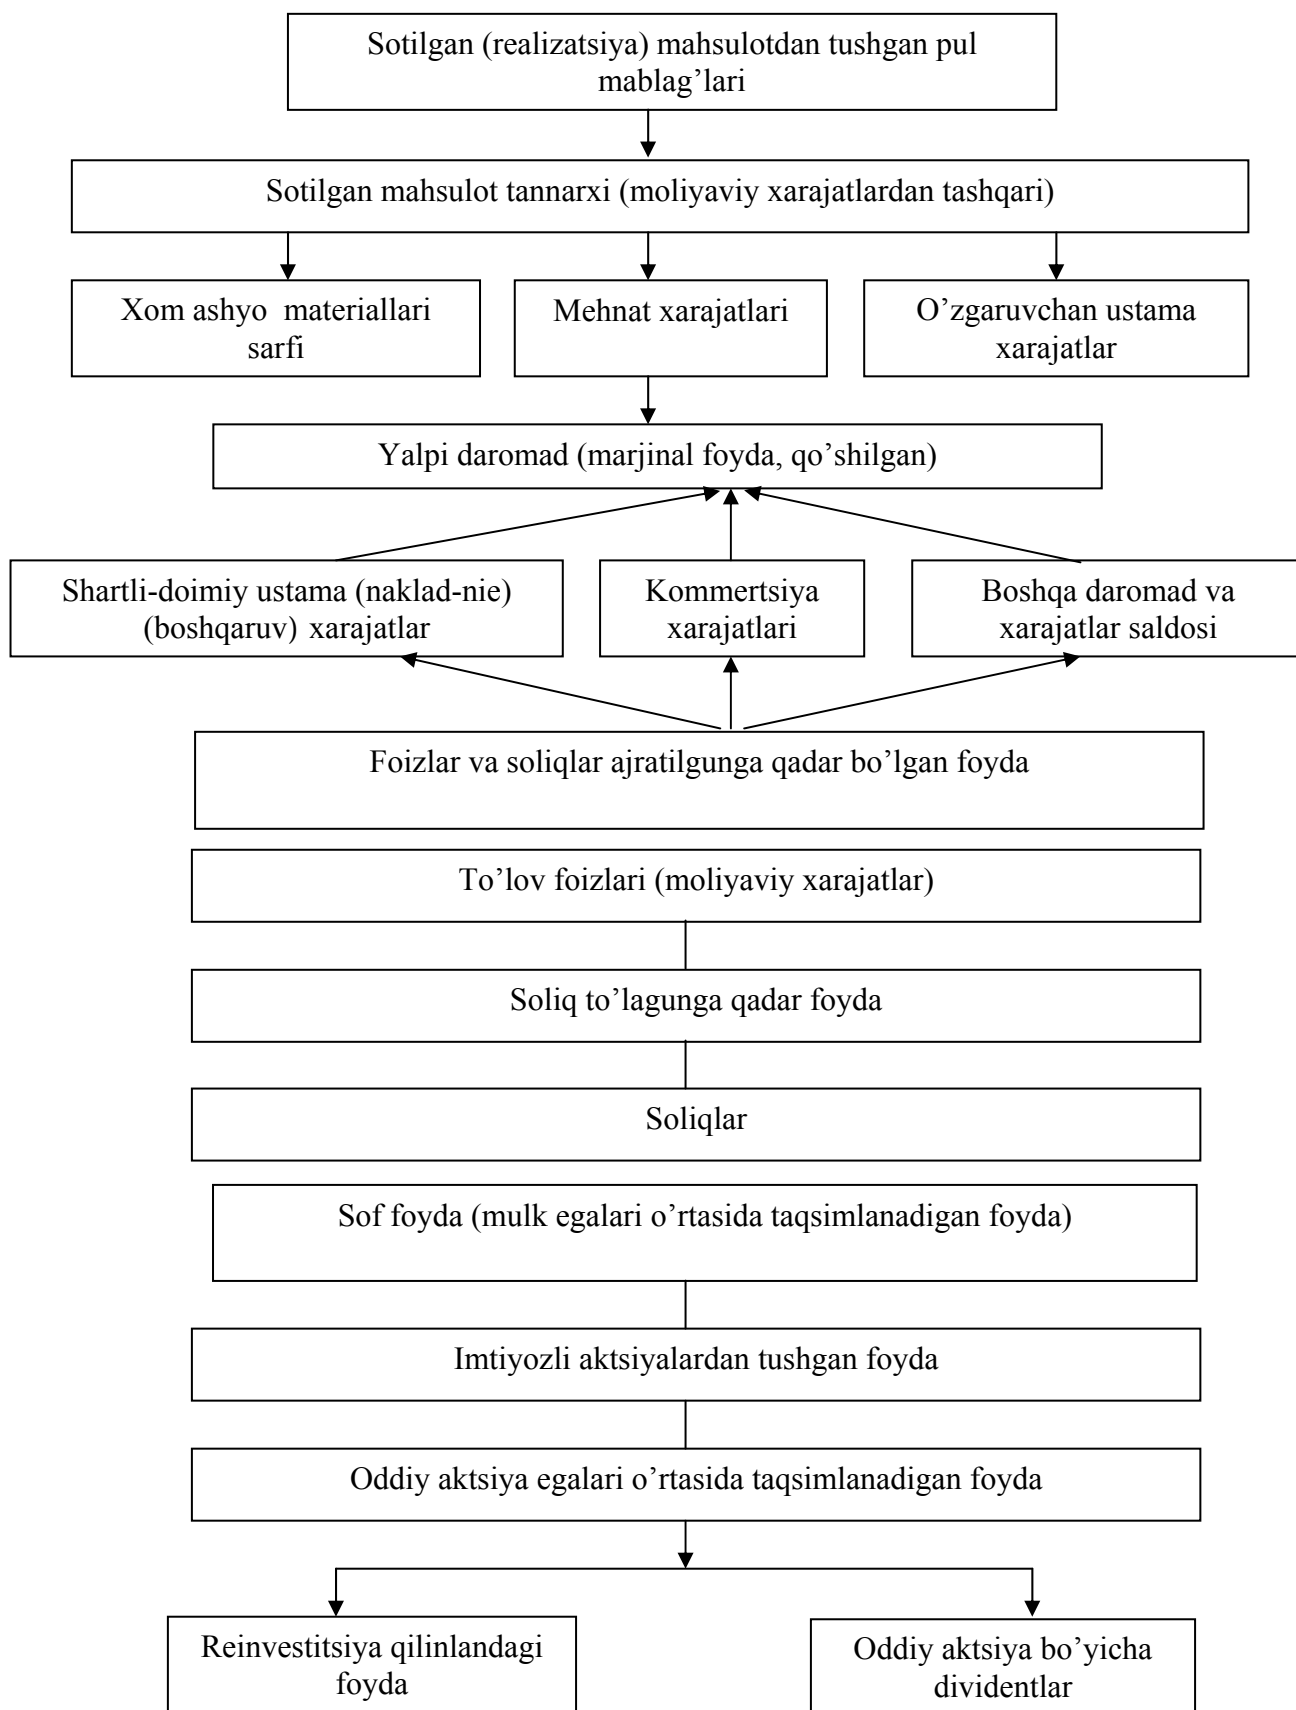 Sotilgan (realizatsiya) mahsulotdan tushgan pul
mablag’lari
Sotilgan mahsulot tannarxi (moliyaviy xarajatlardan tashqari)
Xom ashyo materiallari
sarfi
Mehnat xarajatlari
O’zgaruvchan ustama
xarajatlar
Yalpi daromad (marjinal foyda, qo’shilgan)
Shartli-doimiy ustama (naklad-nie)
(boshqaruv) xarajatlar
Kommertsiya
xarajatlari
Boshqa daromad va
xarajatlar saldosi
Foizlar va soliqlar ajratilgunga qadar bo’lgan foyda
To’lov foizlari (moliyaviy xarajatlar)
Soliq to’lagunga qadar foyda
Soliqlar
Sof foyda (mulk egalari o’rtasida taqsimlanadigan foyda)
Imtiyozli aktsiyalardan tushgan foyda
Oddiy aktsiya egalari o’rtasida taqsimlanadigan foyda
Reinvestitsiya qilinlandagi
foyda
Oddiy aktsiya bo’yicha
dividentlar